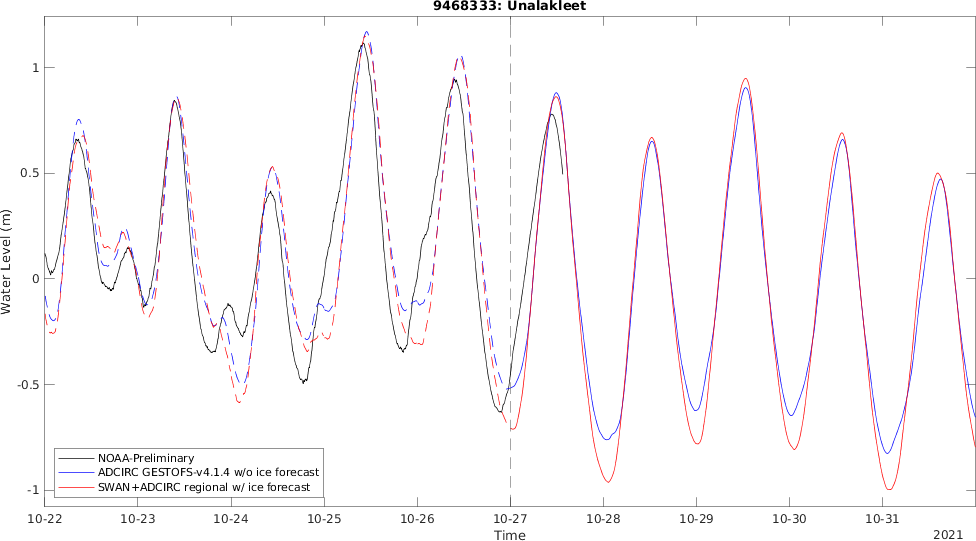 9468333: Unalakleet
Water Level (m)
1
0.5
0
-0.5
-1
NOAA-Preliminary
ADCIRC GESTOFS-v4.1.4 w/o ice forecast
SWAN+ADCIRC regional w/ ice forecast
10-22 10-23 10-24 10-25 10-26 10-27 10-28 10-29 10-30 10-31
Time
2021